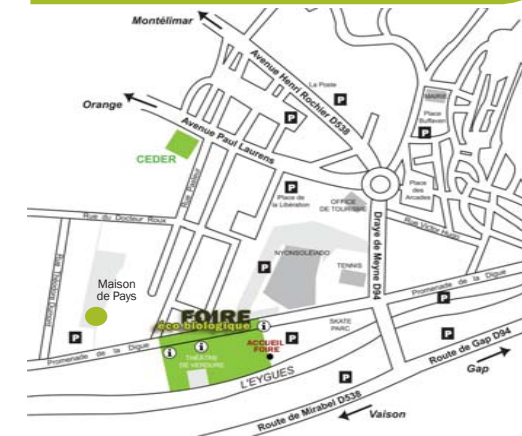 Montélimar
Avenue Henri Rochier D538
La Poste
P
MAIRIE
Place
Buffaven
P
Orange
Avenue Paul Laurens
P
CEDER
Rue Pasteur
P
Place de
la Libération
OFFICE
DE TOURISME
Place
des
Arcades
Rue du Docteur Roux
Draye de Meyne D94
Rue Victor Hugo
NYONSOLEÏADO
P
TENNIS
Promenade de la Digue
Maison
de Pays
FOIRE
éco biologique
i
P
SKATE
PARC
P
P
Promenade de la Digue
i
i
THÉÂTRE
DE VERDURE
ACCUEIL
FOIRE
P
P
Route de Gap D94
Gap
L'EYGUES
Route de Mirabel D538
Vaison